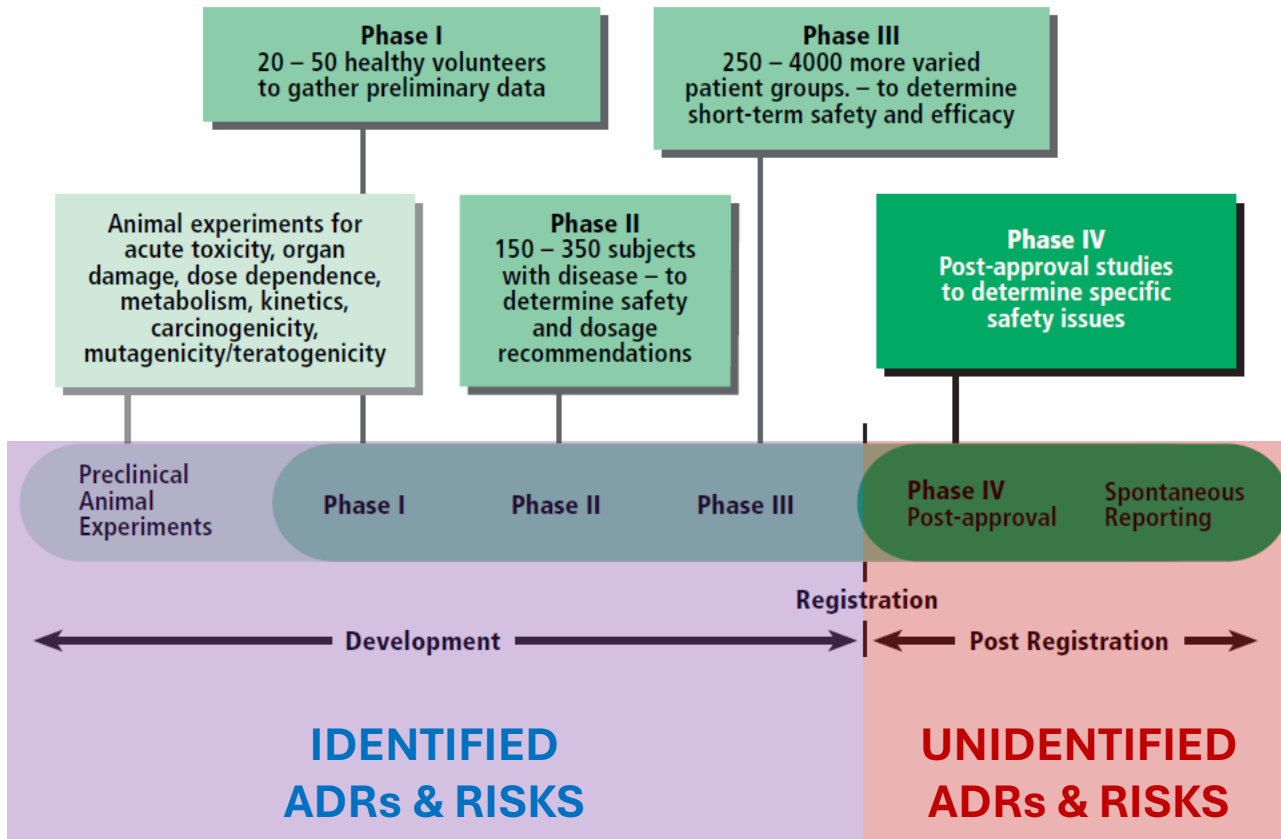 Phase I
20 – 50 healthy volunteers
to gather preliminary data
Phase III
250 – 4000 more varied
patient groups. – to determine
short-term safety and efficacy
Animal experiments for
acute toxicity, organ
damage, dose dependence,
metabolism, kinetics,
carcinogenicity,
mutagenicity/teratogenicity
Phase II
150 – 350 subjects
with disease – to
determine safety
and dosage
recommendations
Phase IV
Post-approval studies
to determine specific
safety issues
Preclinical
Animal
Experiments
Phase I
Phase II
Phase III
Phase IV
Post-approval
Spontaneous
Reporting
Registration
Development
Post Registration
IDENTIFIED
ADRs & RISKS
UNIDENTIFIED
ADRs & RISKS